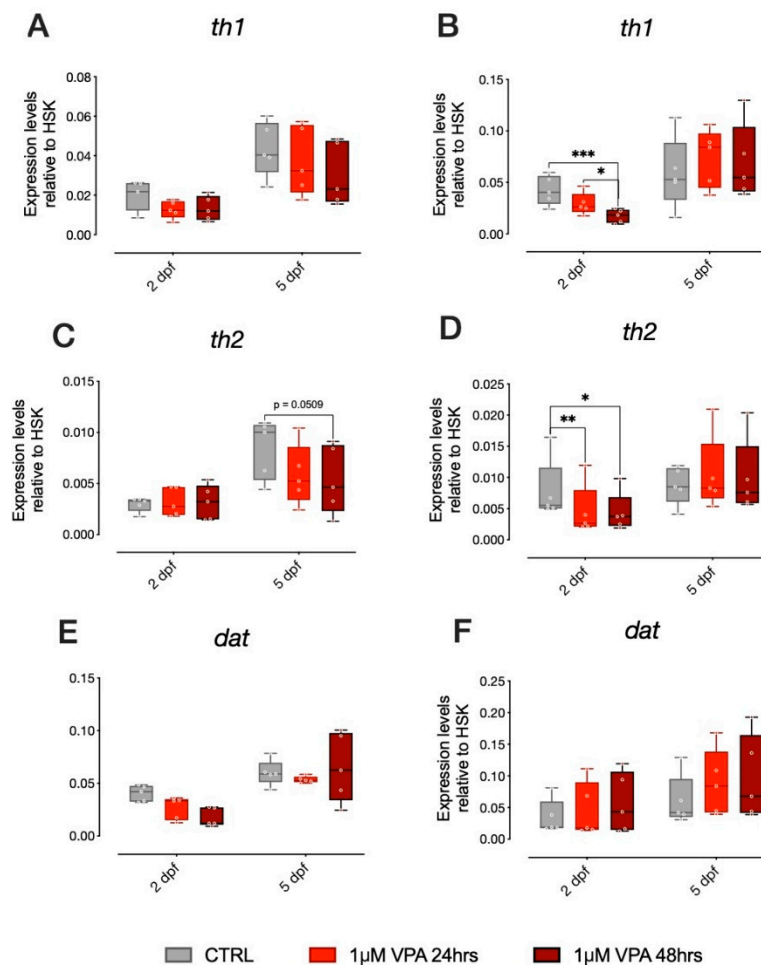 A
th1
Expression levels
relative to HSK
0.08
0.06
0.04
0.02
0.00
2 dpf
5 dpf
B
th1
Expression levels
relative to HSK
0.15
0.10
0.05
0.00
***
*
2 dpf
5 dpf
C
th2
Expression levels
relative to HSK
0.015
0.010
0.005
0.000
p = 0.0509
2 dpf
5 dpf
D
th2
Expression levels
relative to HSK
0.025
0.020
0.015
0.010
0.005
0.000
*
**
2 dpf
5 dpf
E
dat
Expression levels
relative to HSK
0.15
0.10
0.05
0.00
2 dpf
5 dpf
F
dat
Expression levels
relative to HSK
0.25
0.20
0.15
0.10
0.05
0.00
2 dpf
5 dpf
CTRL
1µM VPA 24hrs
1µM VPA 48hrs